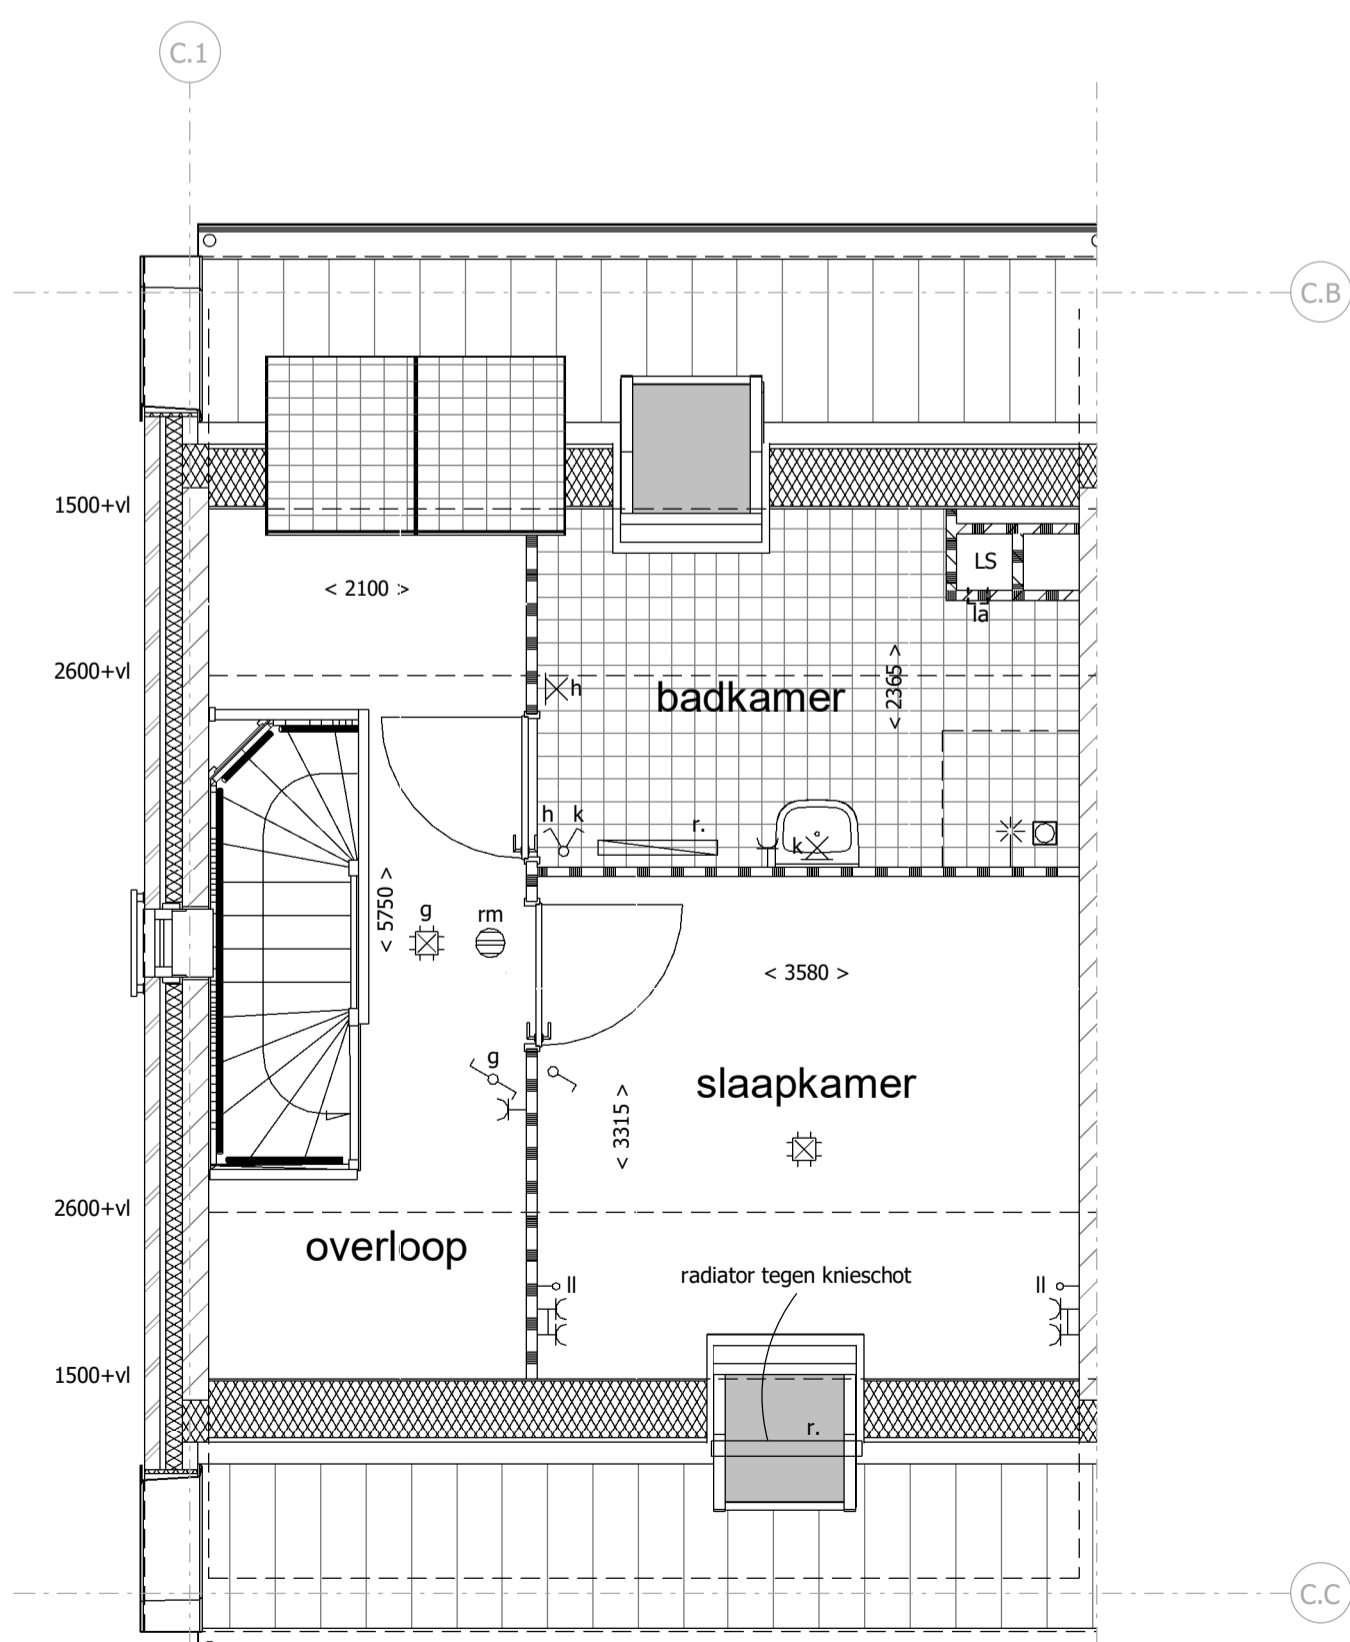 C.1
C.B
1500+vl
LS
la
< 2100 >
2600+vl
h
badkamer
< 2365 >
h k
r.
k
< 5750 >
g
rm
< 3580 >
g
slaapkamer
< 3315 >
2600+vl
overloop
radiator tegen knieschot
ll
ll
1500+vl
r.
C.C